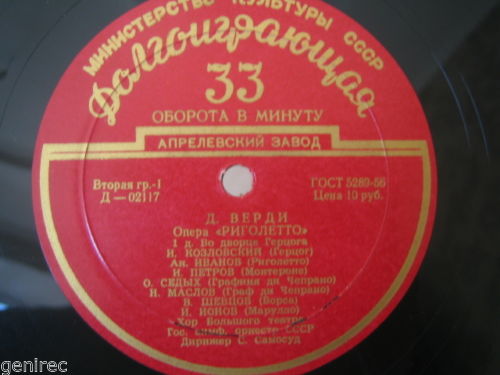 МИНИСТЕРСТВО КУЛЬТУРЫ СССР
Долгоиграющая
33
ОБОРОТА В МИНУТУ
АПРЕЛЕВСКИЙ ЗАВОД
Вторая гр.-I
Д—02117
ГОСТ 5289-56
Цена 10 руб.
Д. ВЕРДИ
Опера «РИГОЛЕТТО»
1 д. Во дворце Герцога
И. КОЗЛОВСКИЙ (Герцог)
Ан. ИВАНОВ (Риголетто)
И. ПЕТРОВ (Монтероне)
О. СЕДЫХ (Графиня ди Чепрано)
И. МАСЛОВ (Граф ди Чепрано)
В. ШЕВЦОВ (Борса)
И. ИОНОВ (Марулло)
Хор Большого театра
Гос. симф. оркестр СССР
Дирижер С. Самосуд
genirec
genirec